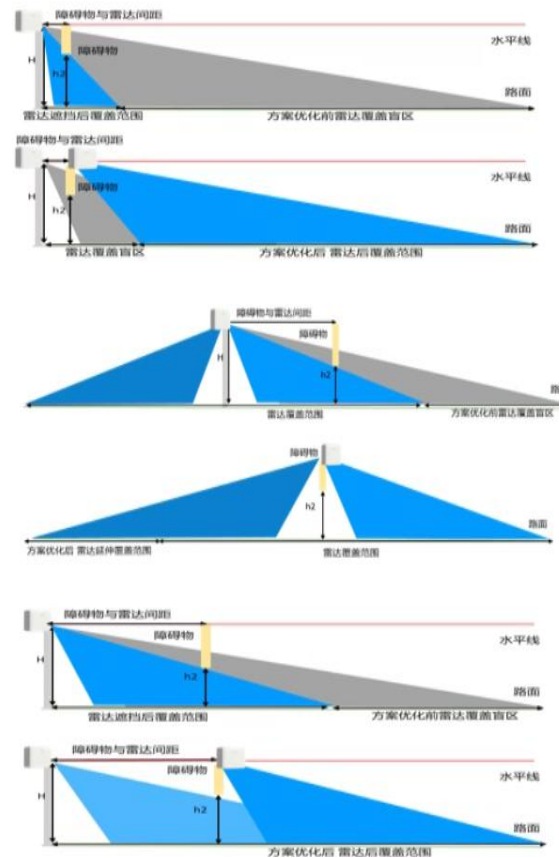 障碍物与雷达间距
水平线
障碍物
H
h2
路面
雷达遮挡后覆盖范围
方案优化前雷达覆盖盲区
障碍物与雷达间距
水平线
障碍物
H
h2
路面
雷达覆盖盲区
方案优化后 雷达后覆盖范围
障碍物与雷达间距
障碍物
H
h2
路
雷达覆盖范围
方案优化前雷达覆盖盲区
障碍物
h2
路面
方案优化后 雷达延伸覆盖范围
雷达覆盖范围
障碍物与雷达间距
水平线
障碍物
H
h2
路面
雷达遮挡后覆盖范围
方案优化前雷达覆盖盲区
障碍物与雷达间距
水平线
障碍物
H
h2
路面
方案优化后 雷达后覆盖范围